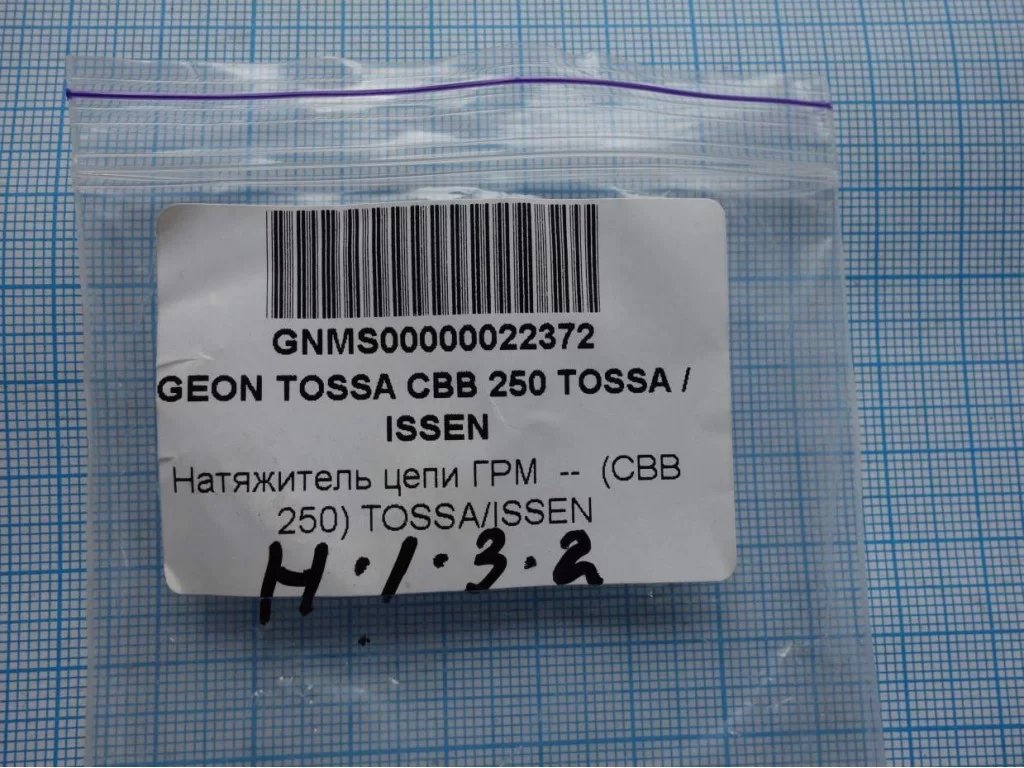 GNMS00000022372
GEON TOSSA CBB 250 TOSSA /
ISSEN
Натяжитель цепи ГРМ -- (CBB
250) TOSSA/ISSEN
Н.1.3.2